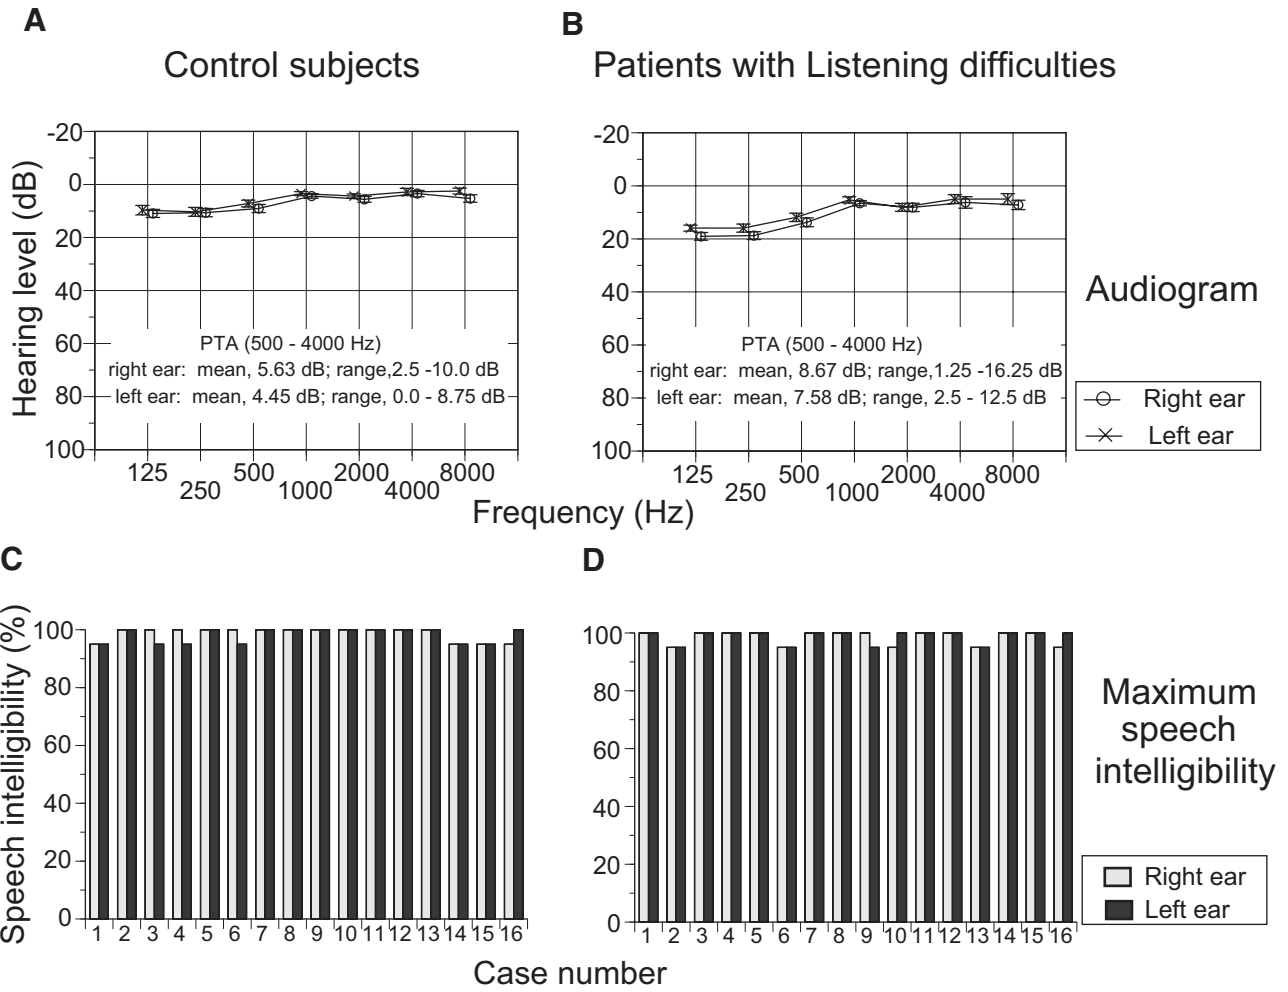 A
B
Control subjects
Patients with Listening difficulties
Hearing level (dB)
-20
0
20
40
60
80
100
PTA (500 - 4000 Hz)
right ear:  mean, 5.63 dB; range,2.5 -10.0 dB
left ear:  mean, 4.45 dB; range, 0.0 - 8.75 dB
125
250
500
1000
2000
4000
8000
-20
0
20
40
60
80
100
PTA (500 - 4000 Hz)
right ear:  mean, 8.67 dB; range,1.25 -16.25 dB
left ear:  mean, 7.58 dB; range, 2.5 - 12.5 dB
125
250
500
1000
2000
4000
8000
Audiogram
Right ear
Left ear
Frequency (Hz)
C
D
Speech intelligibility (%)
100
80
60
40
20
0
1 2 3 4 5 6 7 8 9 10 11 12 13 14 15 16
100
80
60
40
20
0
1 2 3 4 5 6 7 8 9 10 11 12 13 14 15 16
Maximum
speech
intelligibility
Right ear
Left ear
Case number